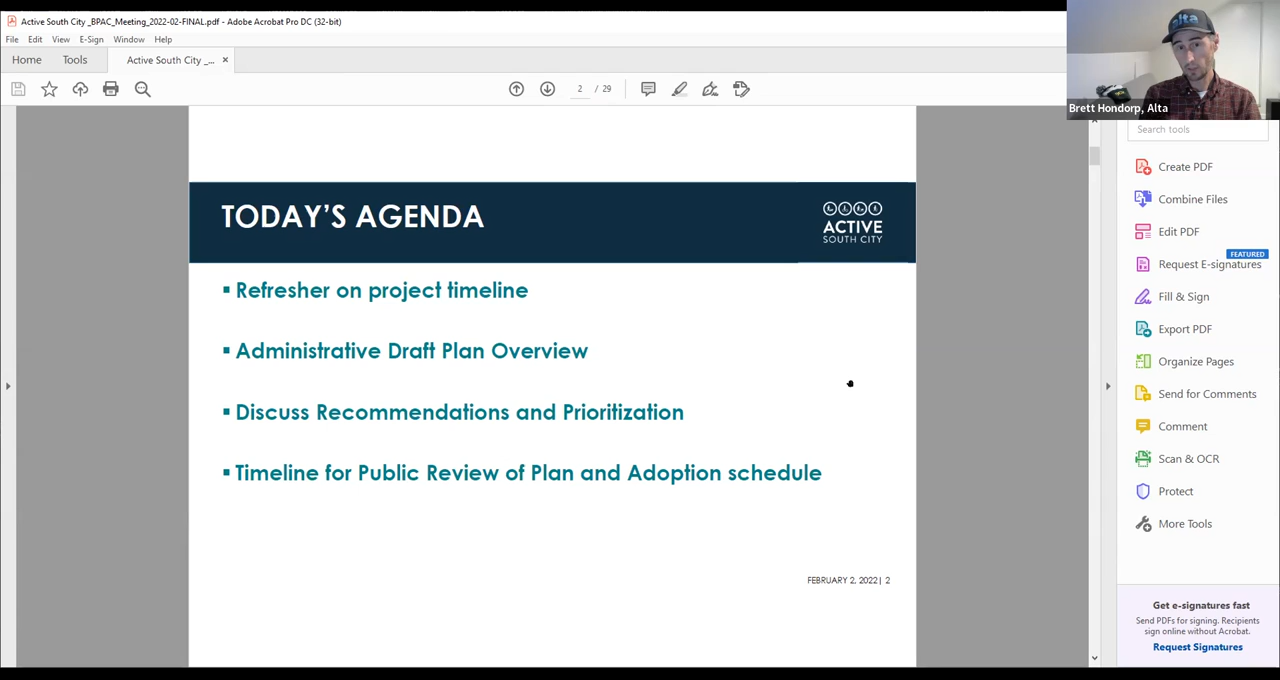 Active South City _BPAC_Meeting_2022-02-FINAL.pdf - Adobe Acrobat Pro DC (32-bit)
File Edit View E-Sign Window Help
Home Tools Active South City _... ×
2 / 29
alta
Brett Hondorp, Alta
Search tools
TODAY'S AGENDA
ACTIVE
SOUTH CITY
▪ Refresher on project timeline
▪ Administrative Draft Plan Overview
▪ Discuss Recommendations and Prioritization
▪ Timeline for Public Review of Plan and Adoption schedule
FEBRUARY 2, 2022| 2
Create PDF
Combine Files
Edit PDF
FEATURED
Request E-signatures
Fill & Sign
Export PDF
Organize Pages
Send for Comments
Comment
Scan & OCR
Protect
More Tools
Get e-signatures fast
Send PDFs for signing. Recipients
sign online without Acrobat.
Request Signatures